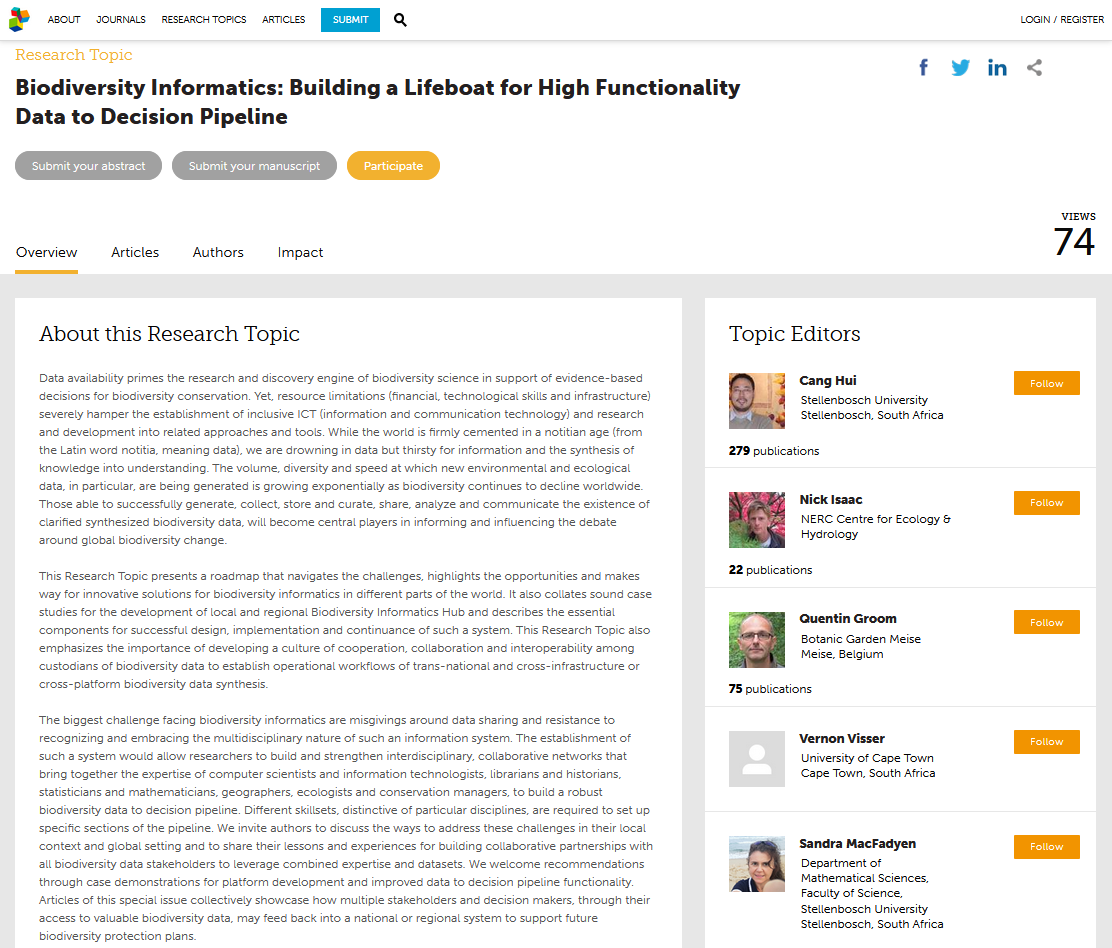 ABOUT JOURNALS RESEARCH TOPICS ARTICLES SUBMIT LOGIN / REGISTER
Research Topic
Biodiversity Informatics: Building a Lifeboat for High Functionality
Data to Decision Pipeline
Submit your abstract Submit your manuscript Participate
VIEWS
74
Overview Articles Authors Impact
About this Research Topic
Data availability primes the research and discovery engine of biodiversity science in support of evidence-based
decisions for biodiversity conservation. Yet, resource limitations (financial, technological skills and infrastructure)
severely hamper the establishment of inclusive ICT (information and communication technology) and research
and development into related approaches and tools. While the world is firmly cemented in a notitian age (from
the Latin word notitia, meaning data), we are drowning in data but thirsty for information and the synthesis of
knowledge into understanding. The volume, diversity and speed at which new environmental and ecological
data, in particular, are being generated is growing exponentially as biodiversity continues to decline worldwide.
Those able to successfully generate, collect, store and curate, share, analyze and communicate the existence of
clarified synthesized biodiversity data, will become central players in informing and influencing the debate
around global biodiversity change.
This Research Topic presents a roadmap that navigates the challenges, highlights the opportunities and makes
way for innovative solutions for biodiversity informatics in different parts of the world. It also collates sound case
studies for the development of local and regional Biodiversity Informatics Hub and describes the essential
components for successful design, implementation and continuance of such a system. This Research Topic also
emphasizes the importance of developing a culture of cooperation, collaboration and interoperability among
custodians of biodiversity data to establish operational workflows of trans-national and cross-infrastructure or
cross-platform biodiversity data synthesis.
The biggest challenge facing biodiversity informatics are misgivings around data sharing and resistance to
recognizing and embracing the multidisciplinary nature of such an information system. The establishment of
such a system would allow researchers to build and strengthen interdisciplinary, collaborative networks that
bring together the expertise of computer scientists and information technologists, librarians and historians,
statisticians and mathematicians, geographers, ecologists and conservation managers, to build a robust
biodiversity data to decision pipeline. Different skillsets, distinctive of particular disciplines, are required to set up
specific sections of the pipeline. We invite authors to discuss the ways to address these challenges in their local
context and global setting and to share their lessons and experiences for building collaborative partnerships with
all biodiversity data stakeholders to leverage combined expertise and datasets. We welcome recommendations
through case demonstrations for platform development and improved data to decision pipeline functionality.
Articles of this special issue collectively showcase how multiple stakeholders and decision makers, through their
access to valuable biodiversity data, may feed back into a national or regional system to support future
biodiversity protection plans.
Topic Editors
Cang Hui Follow
Stellenbosch University
Stellenbosch, South Africa
279 publications
Nick Isaac Follow
NERC Centre for Ecology &
Hydrology
22 publications
Quentin Groom Follow
Botanic Garden Meise
Meise, Belgium
75 publications
Vernon Visser Follow
University of Cape Town
Cape Town, South Africa
Sandra MacFadyen Follow
Department of
Mathematical Sciences,
Faculty of Science,
Stellenbosch University
Stellenbosch, South Africa